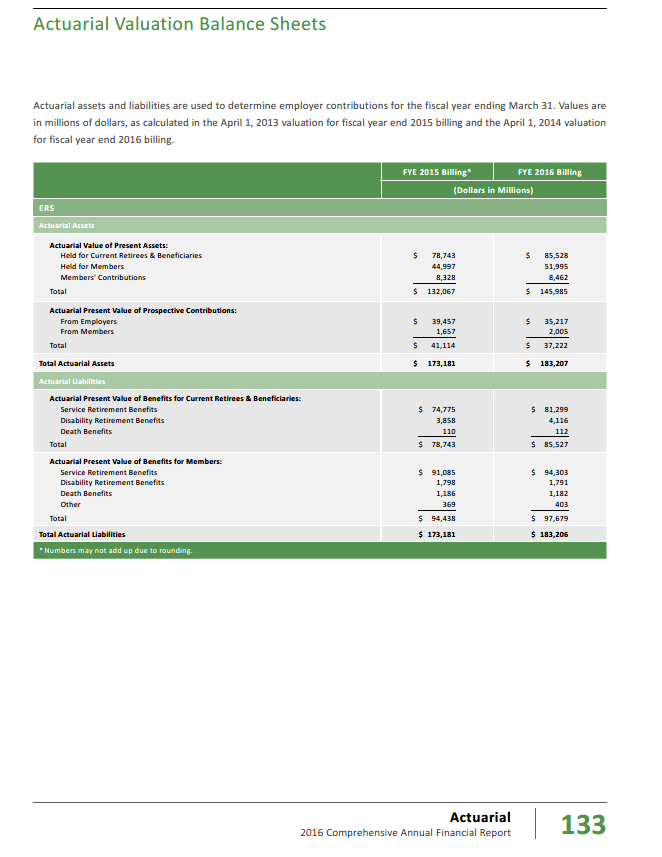 Actuarial Valuation Balance Sheets
Actuarial assets and liabilities are used to determine employer contributions for the fiscal year ending March 31. Values are
in millions of dollars, as calculated in the April 1, 2013 valuation for fiscal year end 2015 billing and the April 1, 2014 valuation
for fiscal year end 2016 billing.
FYE 2015 Billing* FYE 2016 Billing
(Dollars in Millions)
ERS
Actuarial Assets
Actuarial Value of Present Assets:
Held for Current Retirees & Beneficiaries $ 78,743 $ 85,528
Held for Members 44,997 51,995
Members' Contributions 8,328 8,462
Total $ 132,067 $ 145,985
Actuarial Present Value of Prospective Contributions:
From Employers $ 39,457 $ 35,217
From Members 1,657 2,005
Total $ 41,114 $ 37,222
Total Actuarial Assets $ 173,181 $ 183,207
Actuarial Liabilities
Actuarial Present Value of Benefits for Current Retirees & Beneficiaries:
Service Retirement Benefits $ 74,775 $ 81,299
Disability Retirement Benefits 3,858 4,116
Death Benefits 110 112
Total $ 78,743 $ 85,527
Actuarial Present Value of Benefits for Members:
Service Retirement Benefits $ 91,085 $ 94,303
Disability Retirement Benefits 1,798 1,791
Death Benefits 1,186 1,182
Other 369 403
Total $ 94,438 $ 97,679
Total Actuarial Liabilities $ 173,181 $ 183,206
* Numbers may not add up due to rounding.
Actuarial
2016 Comprehensive Annual Financial Report 133